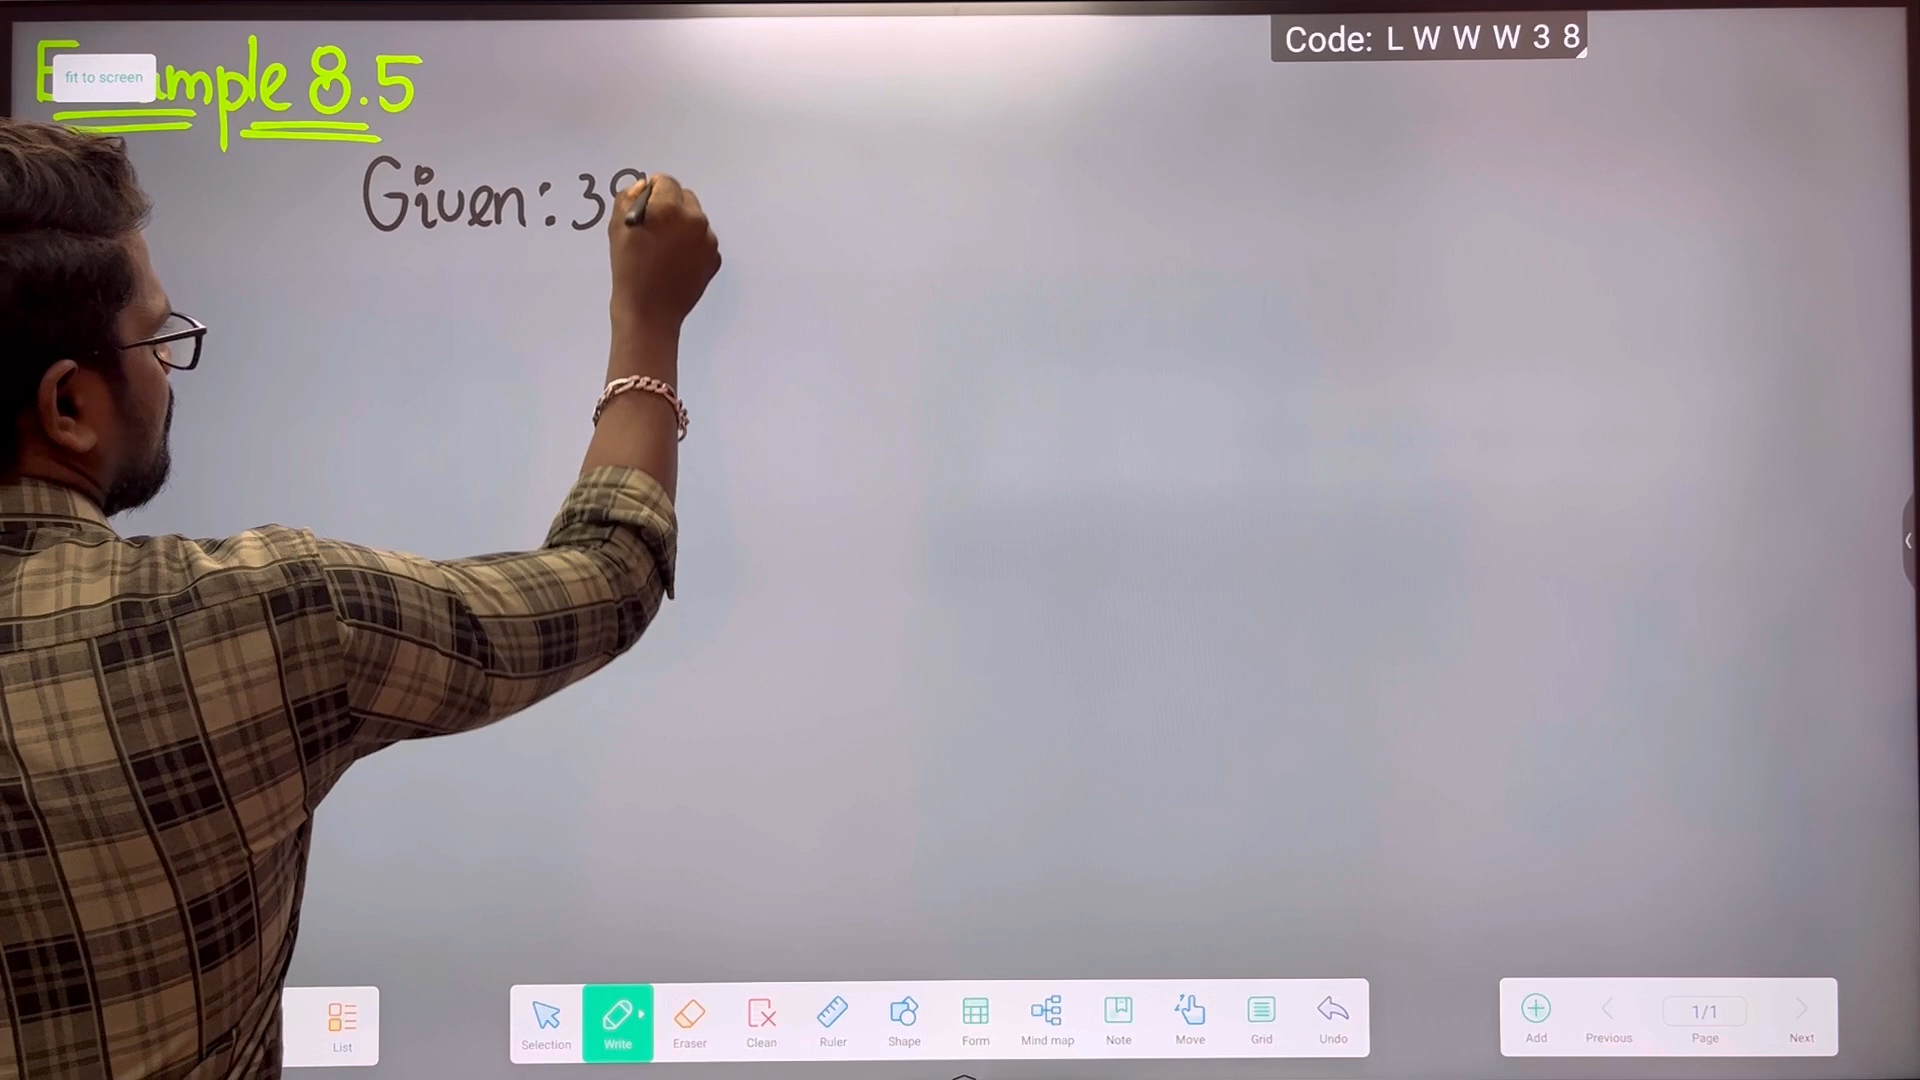 Code: L W W W 3 8
fit to screen
8.5
Given: 3
List
Selection
Write
Eraser
Clean
Ruler
Shape
Form
Mind map
Note
Move
Grid
Undo
Add
Previous
1/1
Page
Next